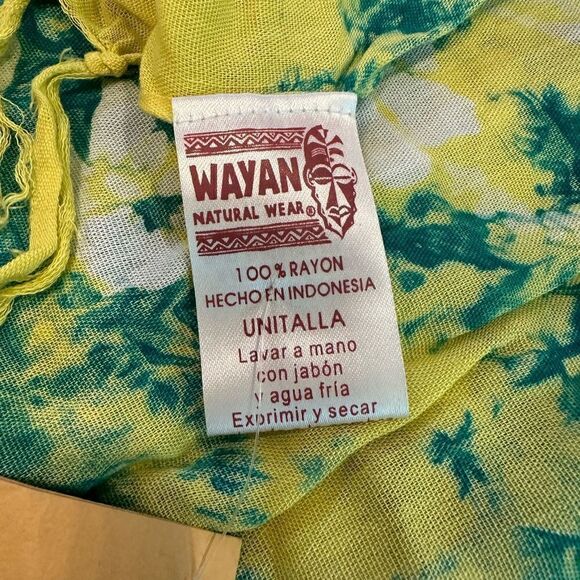 WAYAN
NATURAL WEAR®
100% RAYON
HECHO EN INDONESIA
UNITALLA
Lavar a mano
con jabón
y agua fría
Exprimir y secar